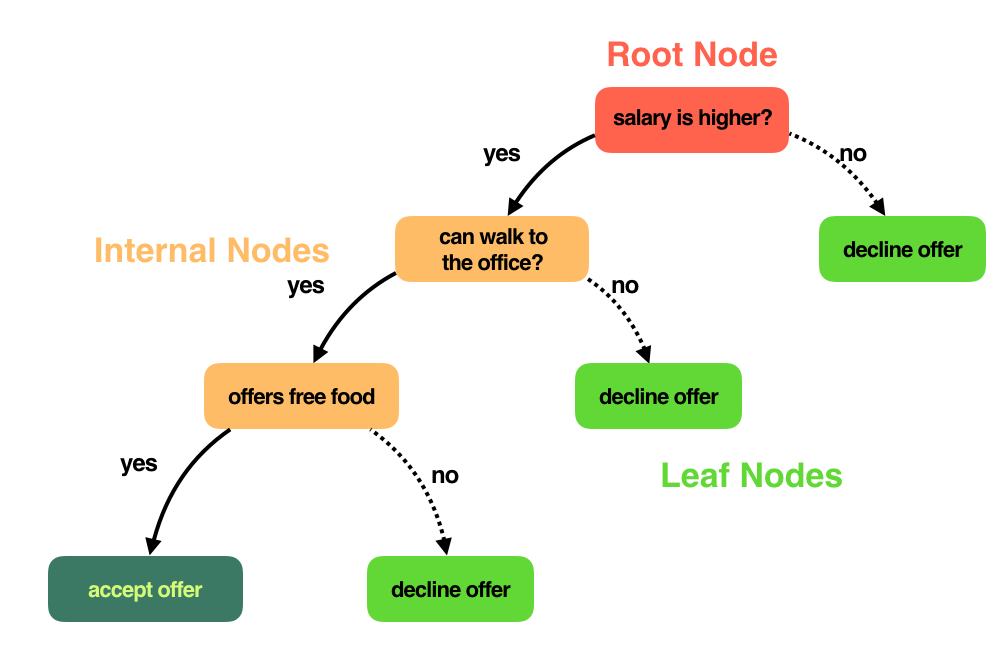 Root Node
salary is higher?
yes
no
can walk to
the office?
decline offer
Internal Nodes
yes
no
offers free food
decline offer
yes
no
Leaf Nodes
accept offer
decline offer